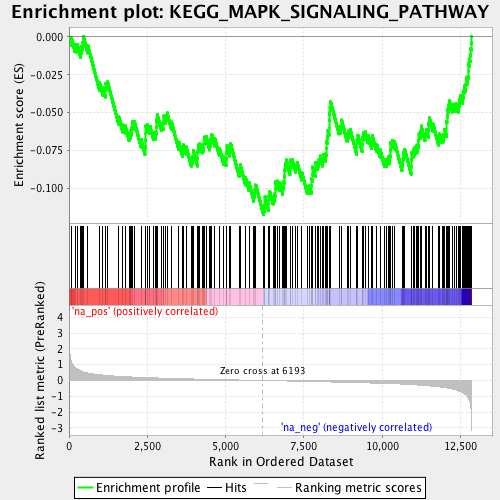 Enrichment plot: KEGG_MAPK_SIGNALING_PATHWAY
Enrichment score (ES)
0.000
-0.025
-0.050
-0.075
-0.100
'na_pos' (positively correlated)
Ranked list metric (PreRanked)
4
3
2
1
0
-1
-2
-3
Zero cross at 6193
'na_neg' (negatively correlated)
0
2,500
5,000
7,500
10,000
12,500
Rank in Ordered Dataset
Enrichment profile
Hits
Ranking metric scores